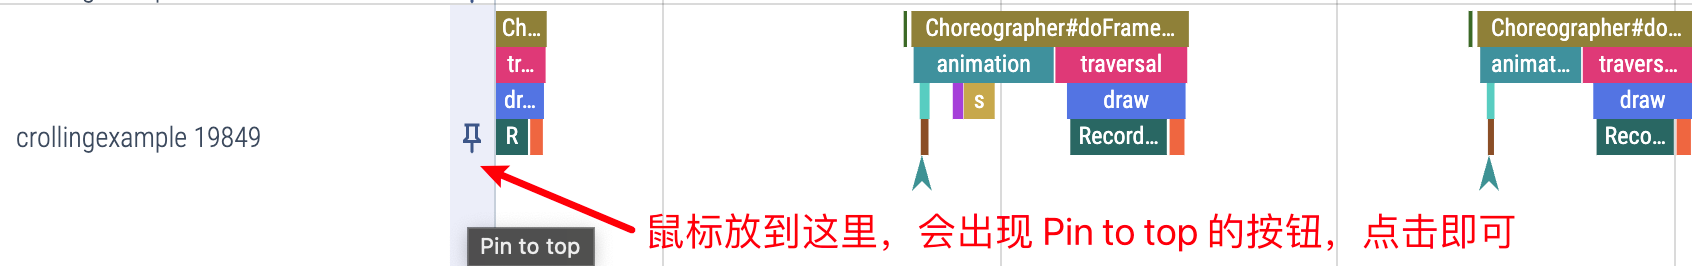 Ch... Choreographer#doFrame... Choreographer#do...
tr... animation traversal animat... travers...
dr... s draw draw
crollingexample 19849 R Record... Reco...
鼠标放到这里，会出现 Pin to top 的按钮，点击即可
Pin to top